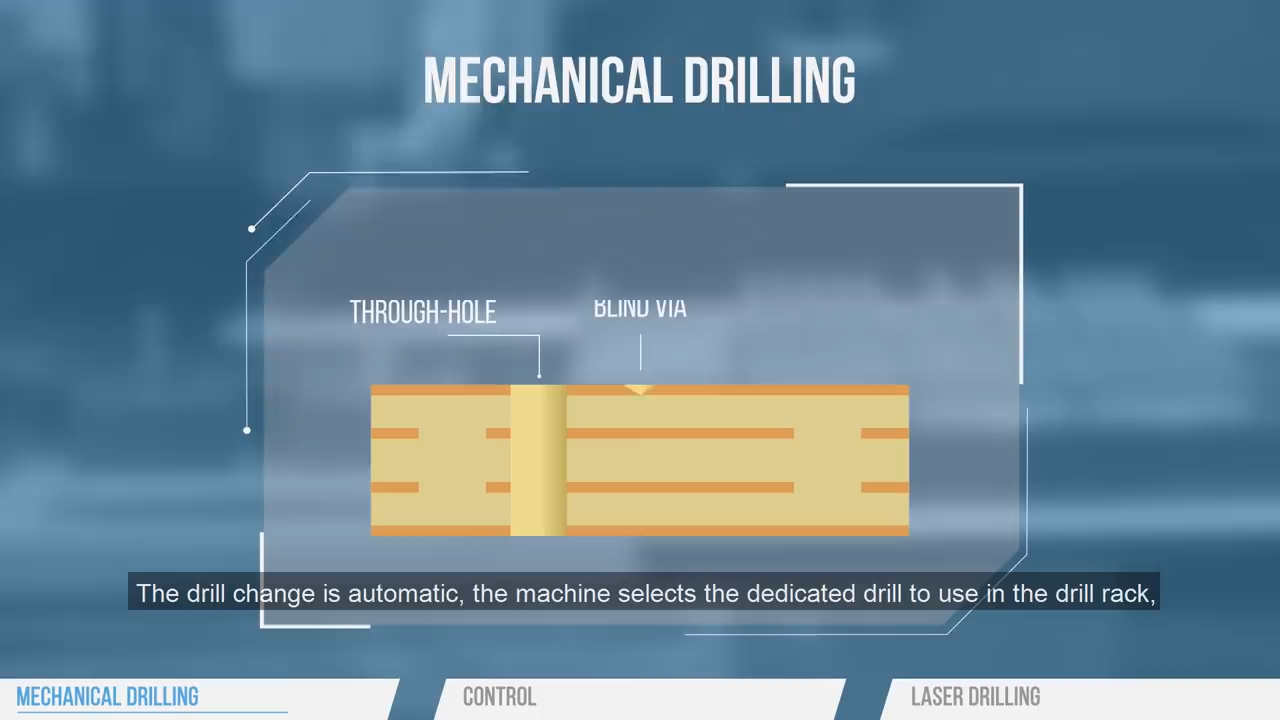 MECHANICAL DRILLING
THROUGH-HOLE
BLIND VIA
The drill change is automatic, the machine selects the dedicated drill to use in the drill rack,
MECHANICAL DRILLING
CONTROL
LASER DRILLING